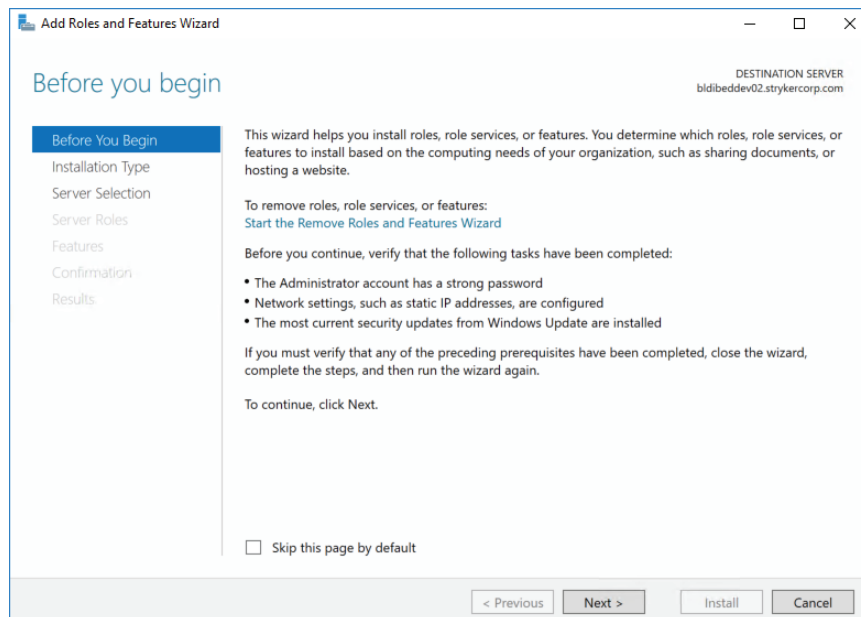 Add Roles and Features Wizard
Before you begin
DESTINATION SERVER
bldibeddev02.strykercorp.com
Before You Begin
Installation Type
Server Selection
Server Roles
Features
Confirmation
Results
This wizard helps you install roles, role services, or features. You determine which roles, role services, or
features to install based on the computing needs of your organization, such as sharing documents, or
hosting a website.
To remove roles, role services, or features:
Start the Remove Roles and Features Wizard
Before you continue, verify that the following tasks have been completed:
• The Administrator account has a strong password
• Network settings, such as static IP addresses, are configured
• The most current security updates from Windows Update are installed
If you must verify that any of the preceding prerequisites have been completed, close the wizard,
complete the steps, and then run the wizard again.
To continue, click Next.
Skip this page by default
< Previous
Next >
Install
Cancel